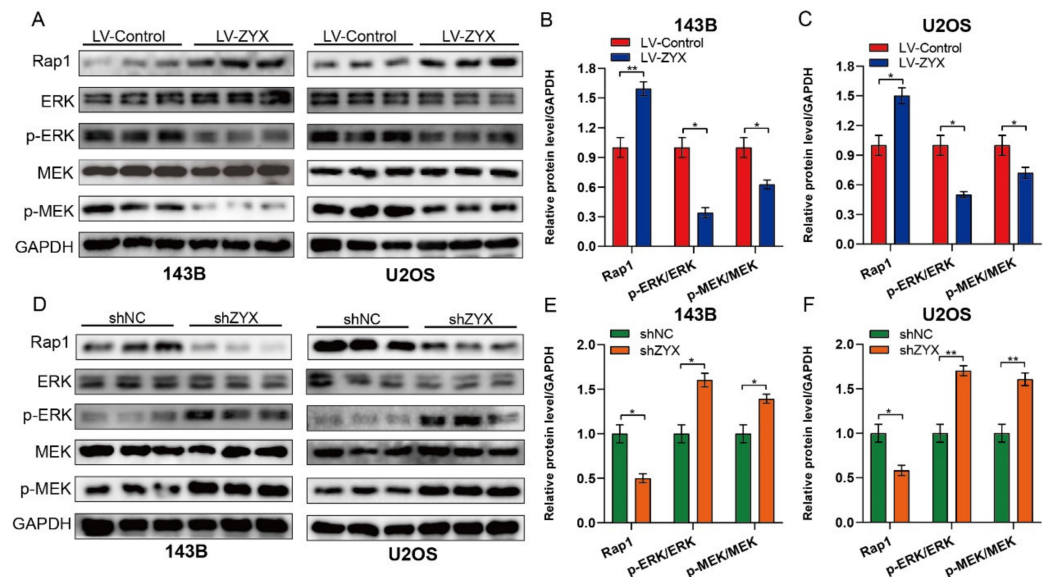 A
LV-Control LV-ZYX LV-Control LV-ZYX
Rap1
ERK
p-ERK
MEK
p-MEK
GAPDH
143B U2OS
B
143B
LV-Control
LV-ZYX
Relative protein level/GAPDH
1.8
1.5
1.2
0.9
0.6
0.3
0.0
** * *
Rap1 p-ERK/ERK p-MEK/MEK
C
U2OS
LV-Control
LV-ZYX
Relative protein level/GAPDH
1.8
1.5
1.2
0.9
0.6
0.3
0.0
* * *
Rap1 p-ERK/ERK p-MEK/MEK
D
shNC shZYX shNC shZYX
Rap1
ERK
p-ERK
MEK
p-MEK
GAPDH
143B U2OS
E
143B
shNC
shZYX
Relative protein level/GAPDH
2.0
1.5
1.0
0.5
0.0
* * *
Rap1 p-ERK/ERK p-MEK/MEK
F
U2OS
shNC
shZYX
Relative protein level/GAPDH
2.0
1.5
1.0
0.5
0.0
* ** **
Rap1 p-ERK/ERK p-MEK/MEK